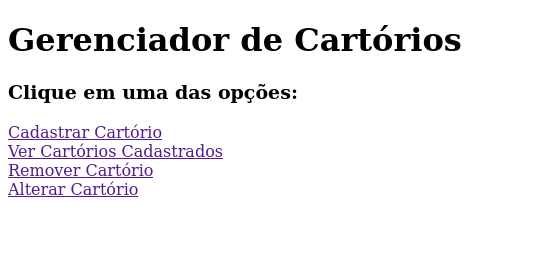 Gerenciador de Cartórios
Clique em uma das opções:
Cadastrar Cartório
Ver Cartórios Cadastrados
Remover Cartório
Alterar Cartório